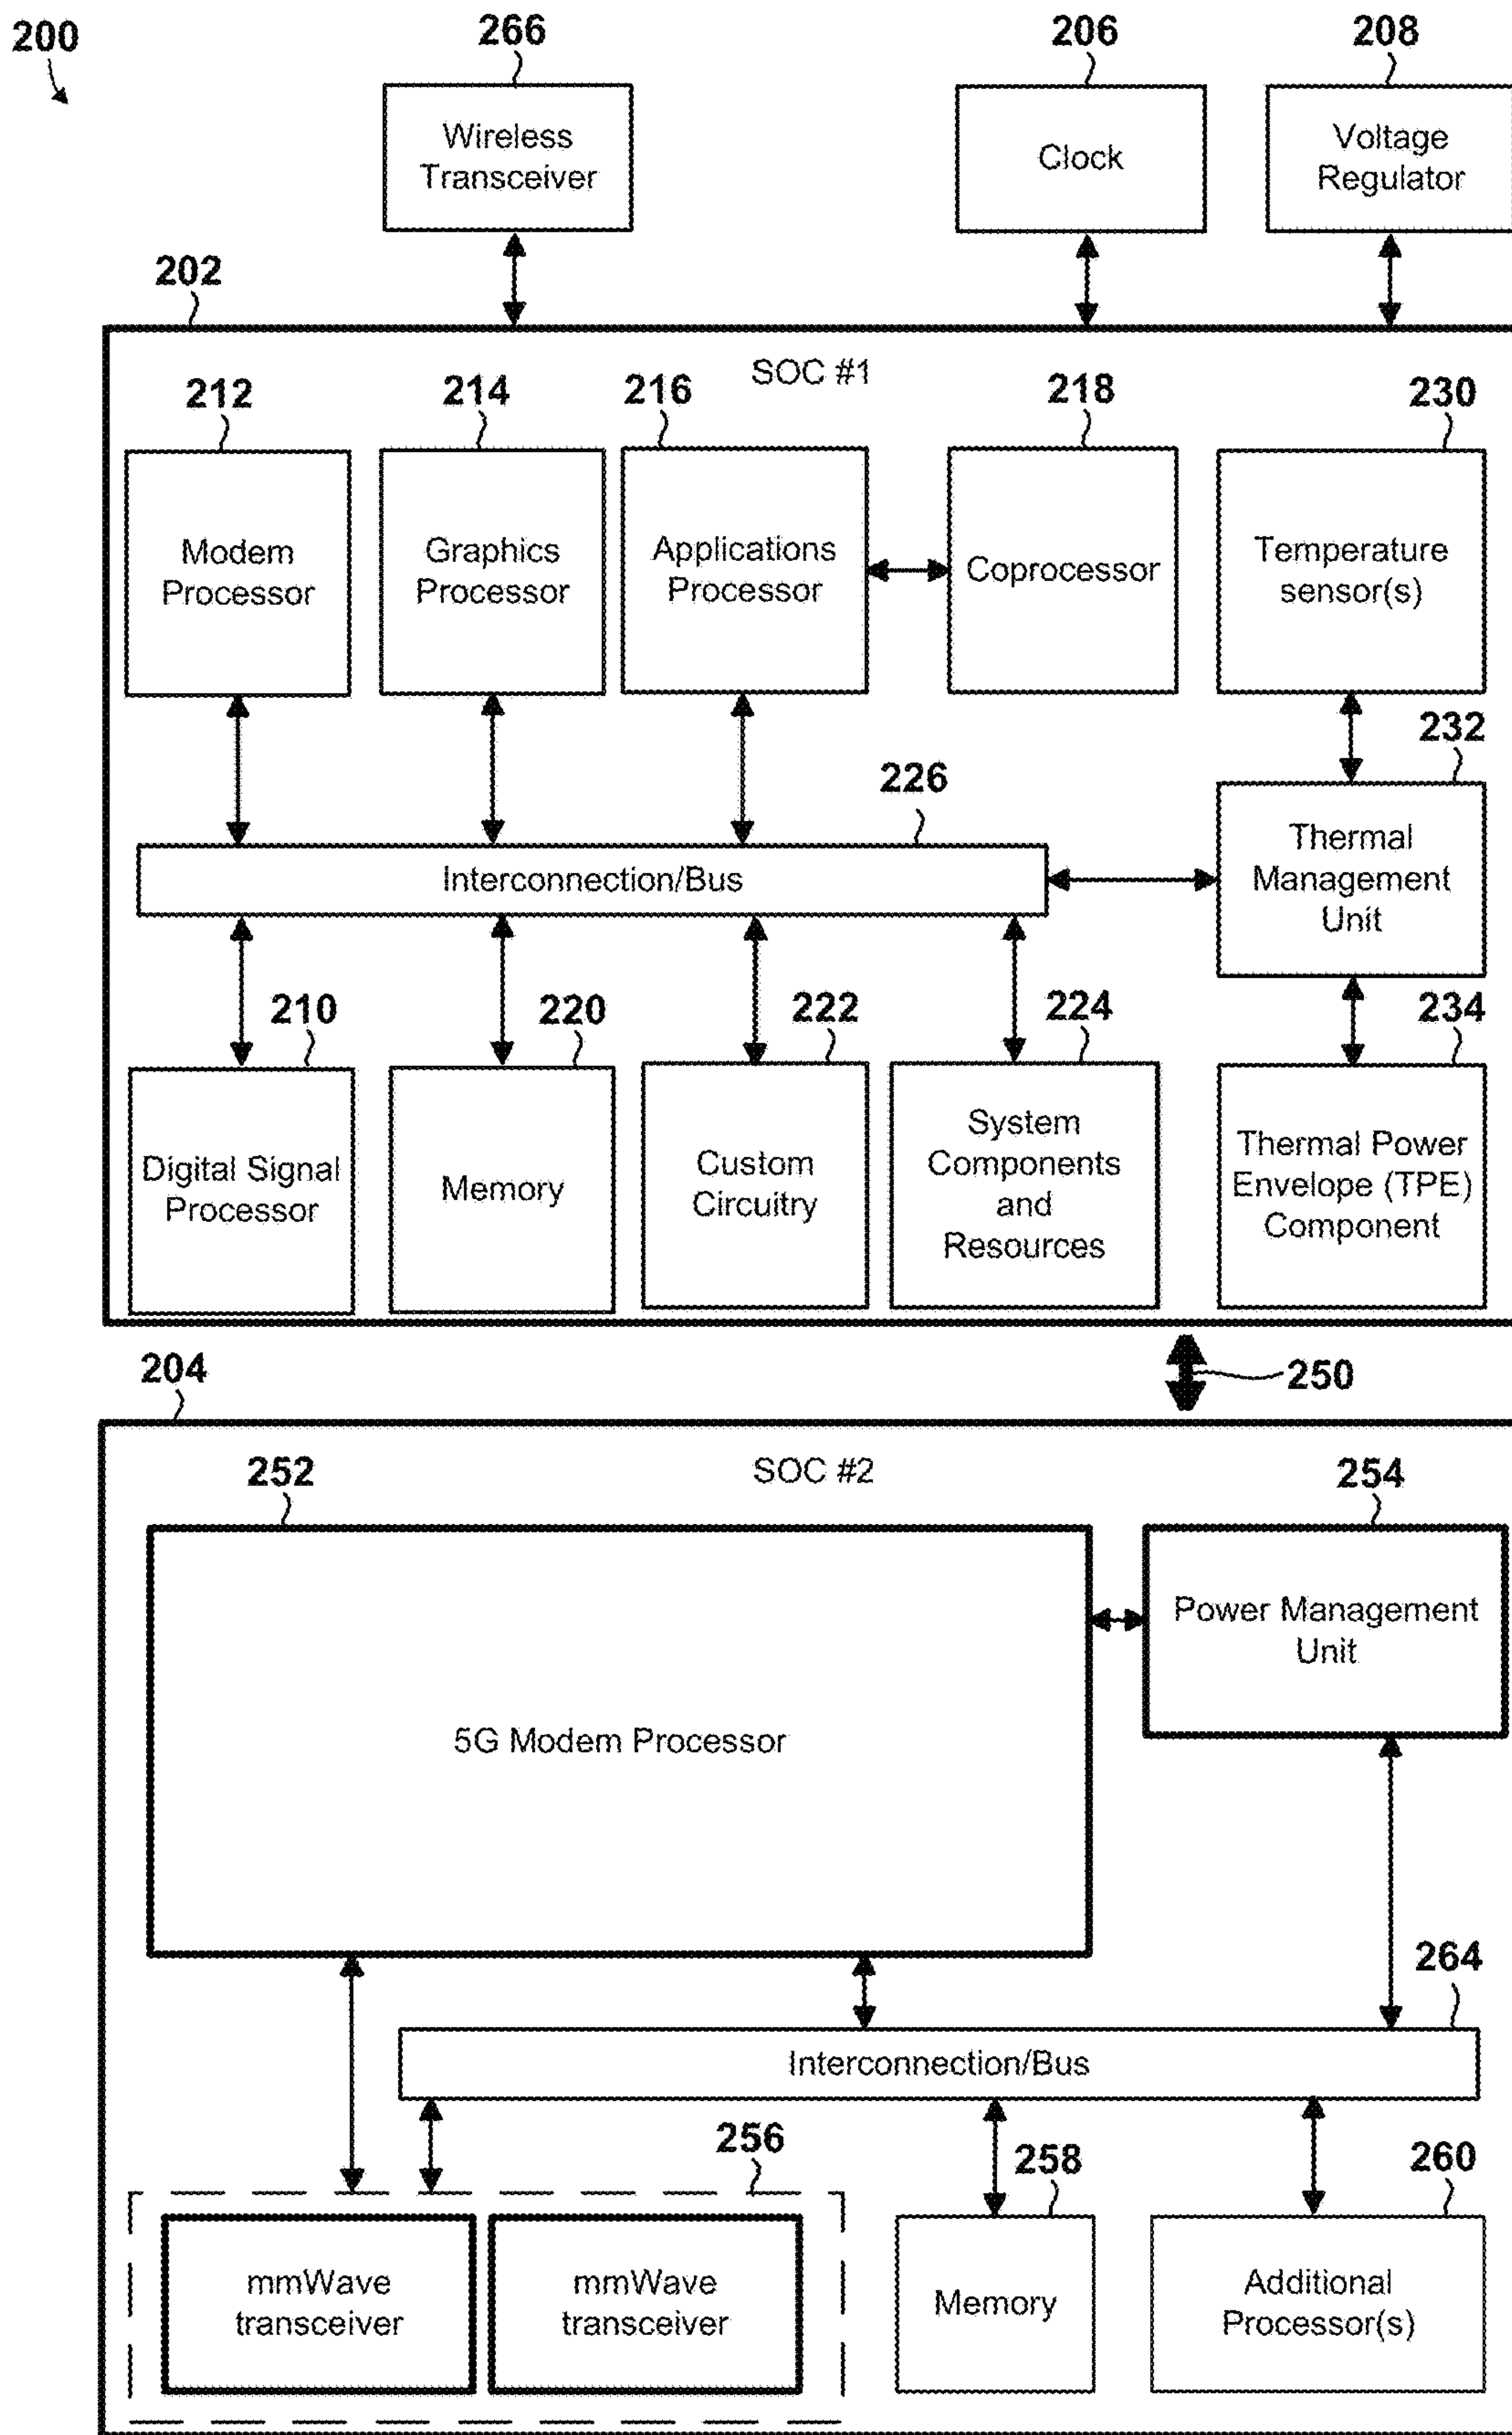 200
266
206
208
Wireless
Transceiver
Clock
Voltage
Regulator
202
SOC #1
212
214
216
218
230
Modem
Processor
Graphics
Processor
Applications
Processor
Coprocessor
Temperature
sensor(s)
232
226
Interconnection/Bus
Thermal
Management
Unit
210
220
222
224
234
Digital Signal
Processor
Memory
Custom
Circuitry
System
Components
and
Resources
Thermal Power
Envelope (TPE)
Component
250
204
SOC #2
252
254
5G Modem Processor
Power Management
Unit
264
Interconnection/Bus
256
258
260
mmWave
transceiver
mmWave
transceiver
Memory
Additional
Processor(s)